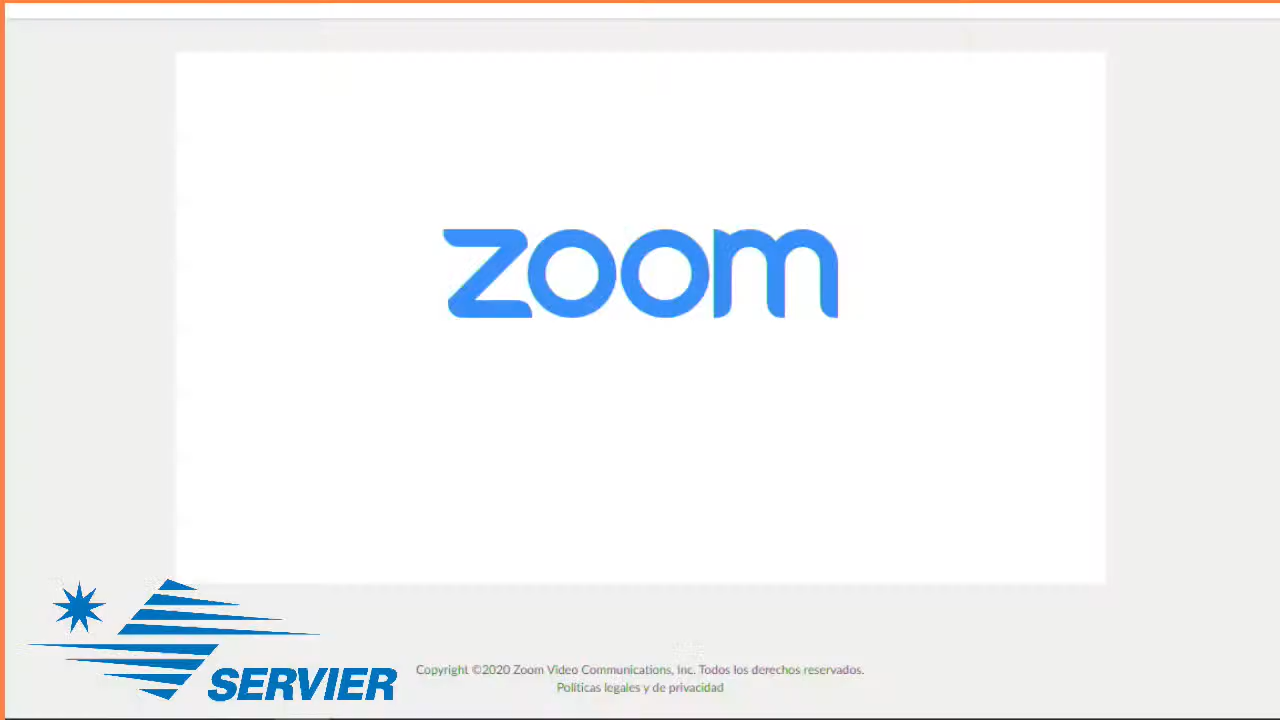 zoom
SERVIER
Copyright ©2020 Zoom Video Communications, Inc. Todos los derechos reservados.
Políticas legales y de privacidad